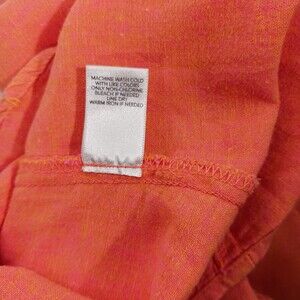 MACHINE WASH COLD
WITH LIKE COLORS
ONLY NON-CHLORINE
BLEACH IF NEEDED
LINE DRY
WARM IRON IF NEEDED